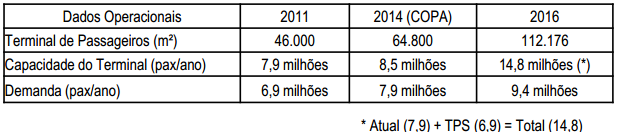 Dados Operacionais 2011 2014 (COPA) 2016
Terminal de Passageiros (m²) 46.000 64.800 112.176
Capacidade do Terminal (pax/ano) 7,9 milhões 8,5 milhões 14,8 milhões (*)
Demanda (pax/ano) 6,9 milhões 7,9 milhões 9,4 milhões
* Atual (7,9) + TPS (6,9) = Total (14,8)